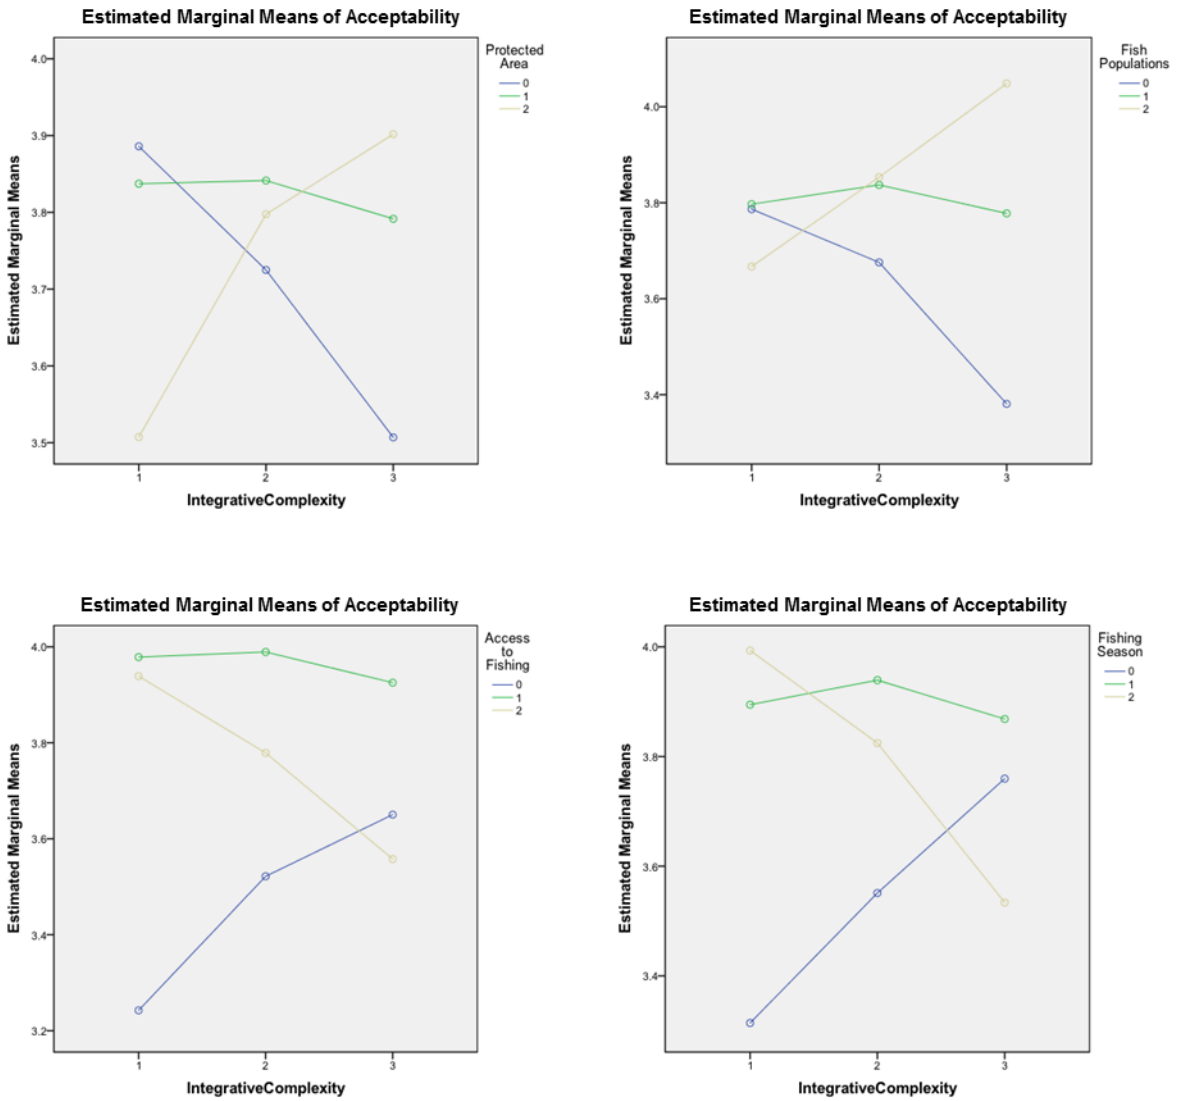 Estimated Marginal Means of Acceptability
Estimated Marginal Means
4.0
3.9
3.8
3.7
3.6
3.5
1
2
3
IntegrativeComplexity
Protected
Area
0
1
2
Estimated Marginal Means of Acceptability
Estimated Marginal Means
4.0
3.8
3.6
3.4
1
2
3
IntegrativeComplexity
Fish
Populations
0
1
2
Estimated Marginal Means of Acceptability
Estimated Marginal Means
4.0
3.8
3.6
3.4
3.2
1
2
3
IntegrativeComplexity
Access
to
Fishing
0
1
2
Estimated Marginal Means of Acceptability
Estimated Marginal Means
4.0
3.8
3.6
3.4
1
2
3
IntegrativeComplexity
Fishing
Season
0
1
2